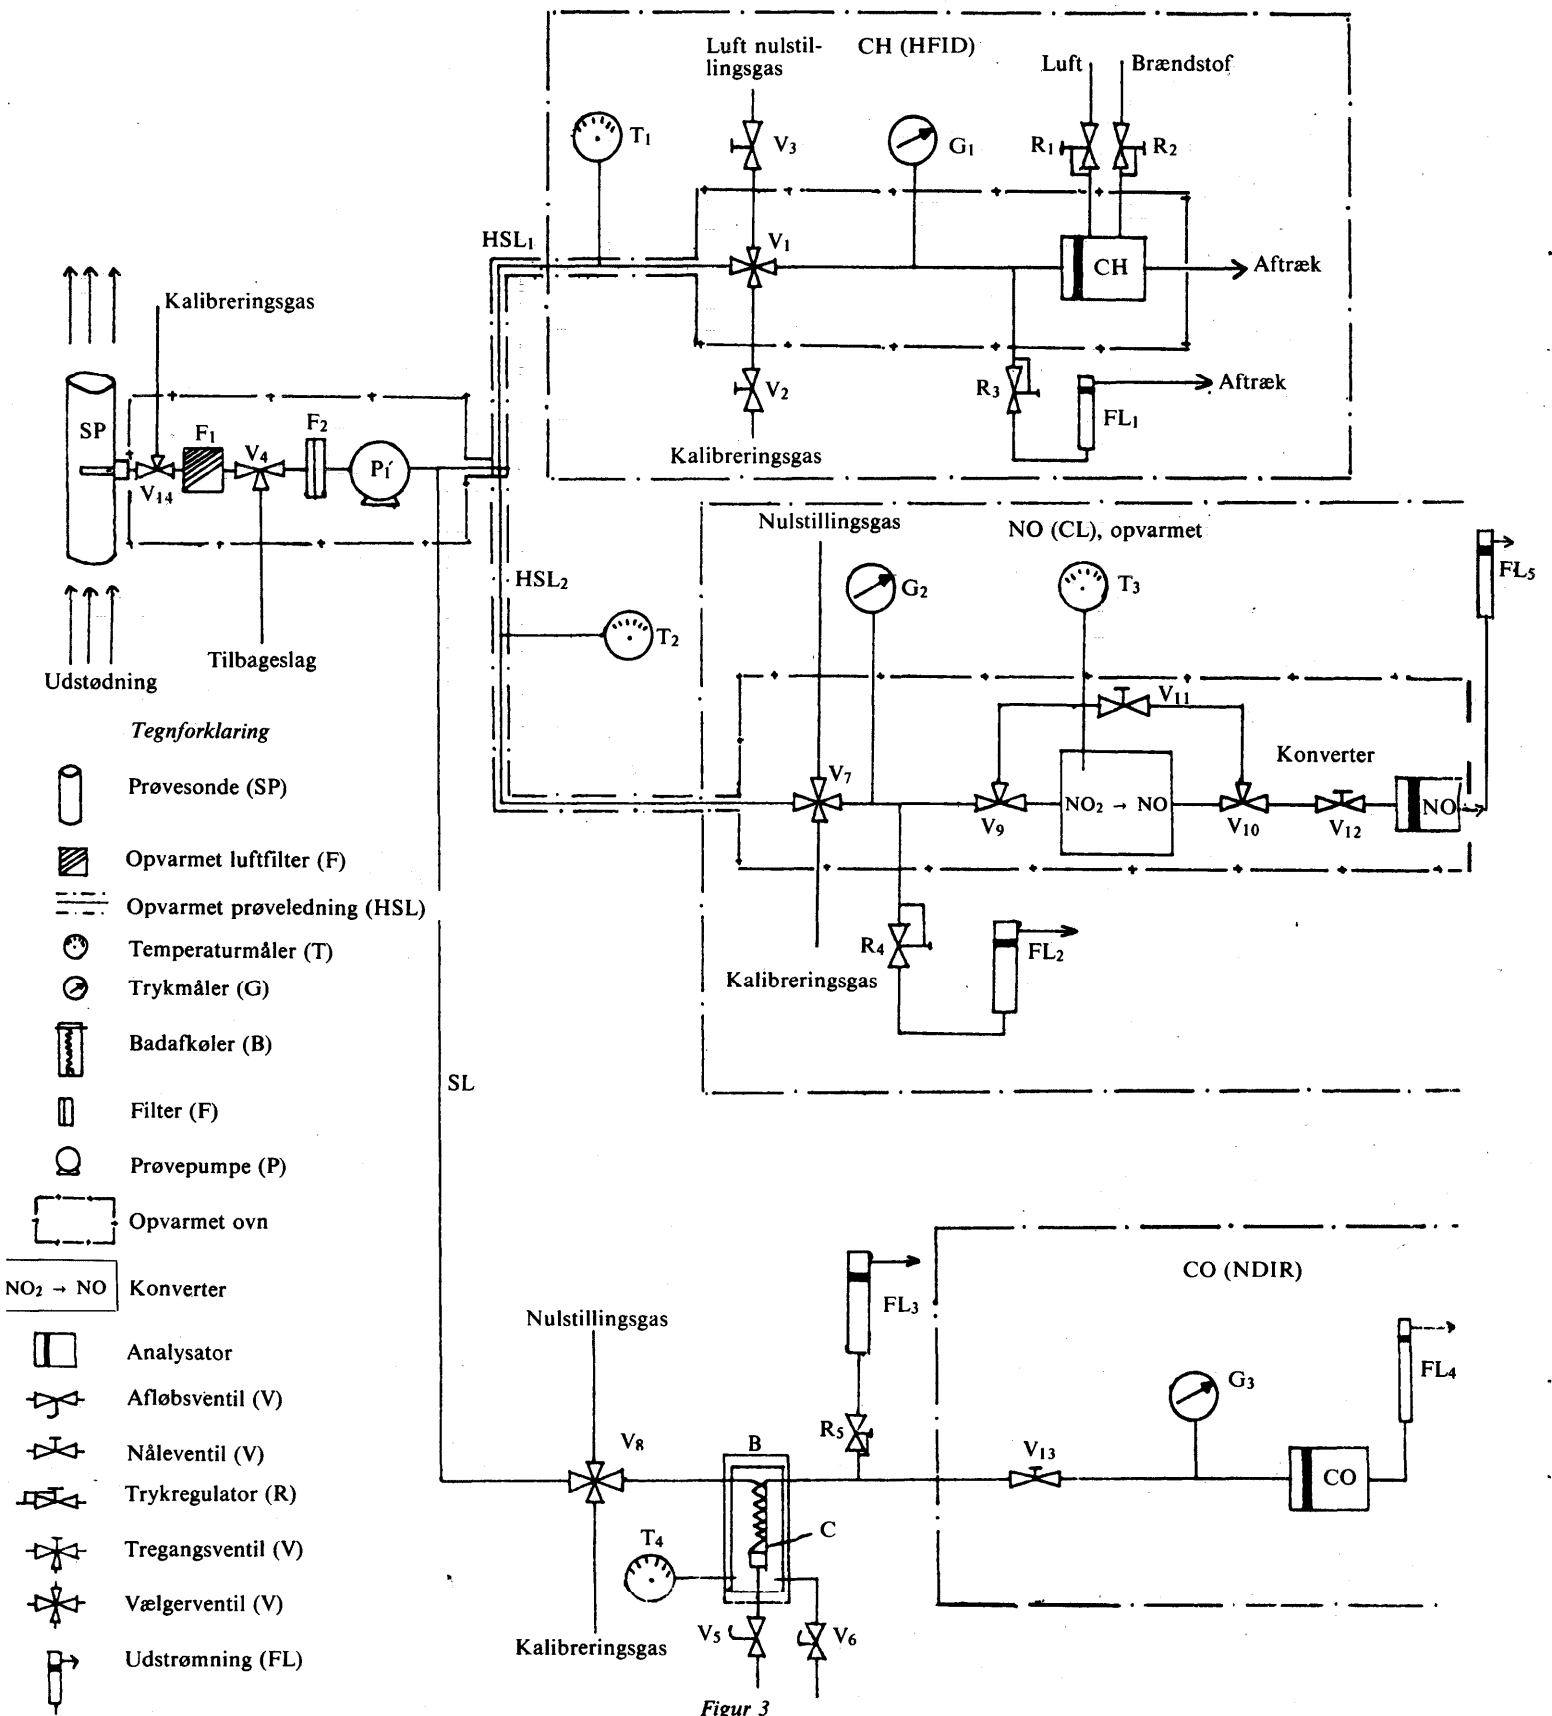 Luft nulstil-
llingsgas
CH (HFID)
Luft
Brændstof
T1
V3
G1
R1
R2
HSL1
V1
CH
Aftræk
Kalibreringsgas
V2
R3
Aftræk
FL1
Kalibreringsgas
SP
F1
V4
F2
P1
V14
Tilbageslag
Udstødning
Nulstillingsgas
NO (CL), opvarmet
HSL2
G2
T3
FL5
T2
V11
V7
Konverter
NO2 → NO
NO
V9
V10
V12
R4
FL2
Kalibreringsgas
SL
Tegnforklaring
Prøvesonde (SP)
Opvarmet luftfilter (F)
Opvarmet prøveledning (HSL)
Temperaturmåler (T)
Trykmåler (G)
Badafkøler (B)
Filter (F)
Prøvepumpe (P)
Opvarmet ovn
NO2 → NO
Konverter
Analysator
Afløbsventil (V)
Nåleventil (V)
Trykregulator (R)
Tregangsventil (V)
Vælgerventil (V)
Udstrømning (FL)
CO (NDIR)
Nulstillingsgas
FL3
FL4
G3
R5
V8
B
V13
CO
C
T4
V5
V6
Kalibreringsgas
Figur 3